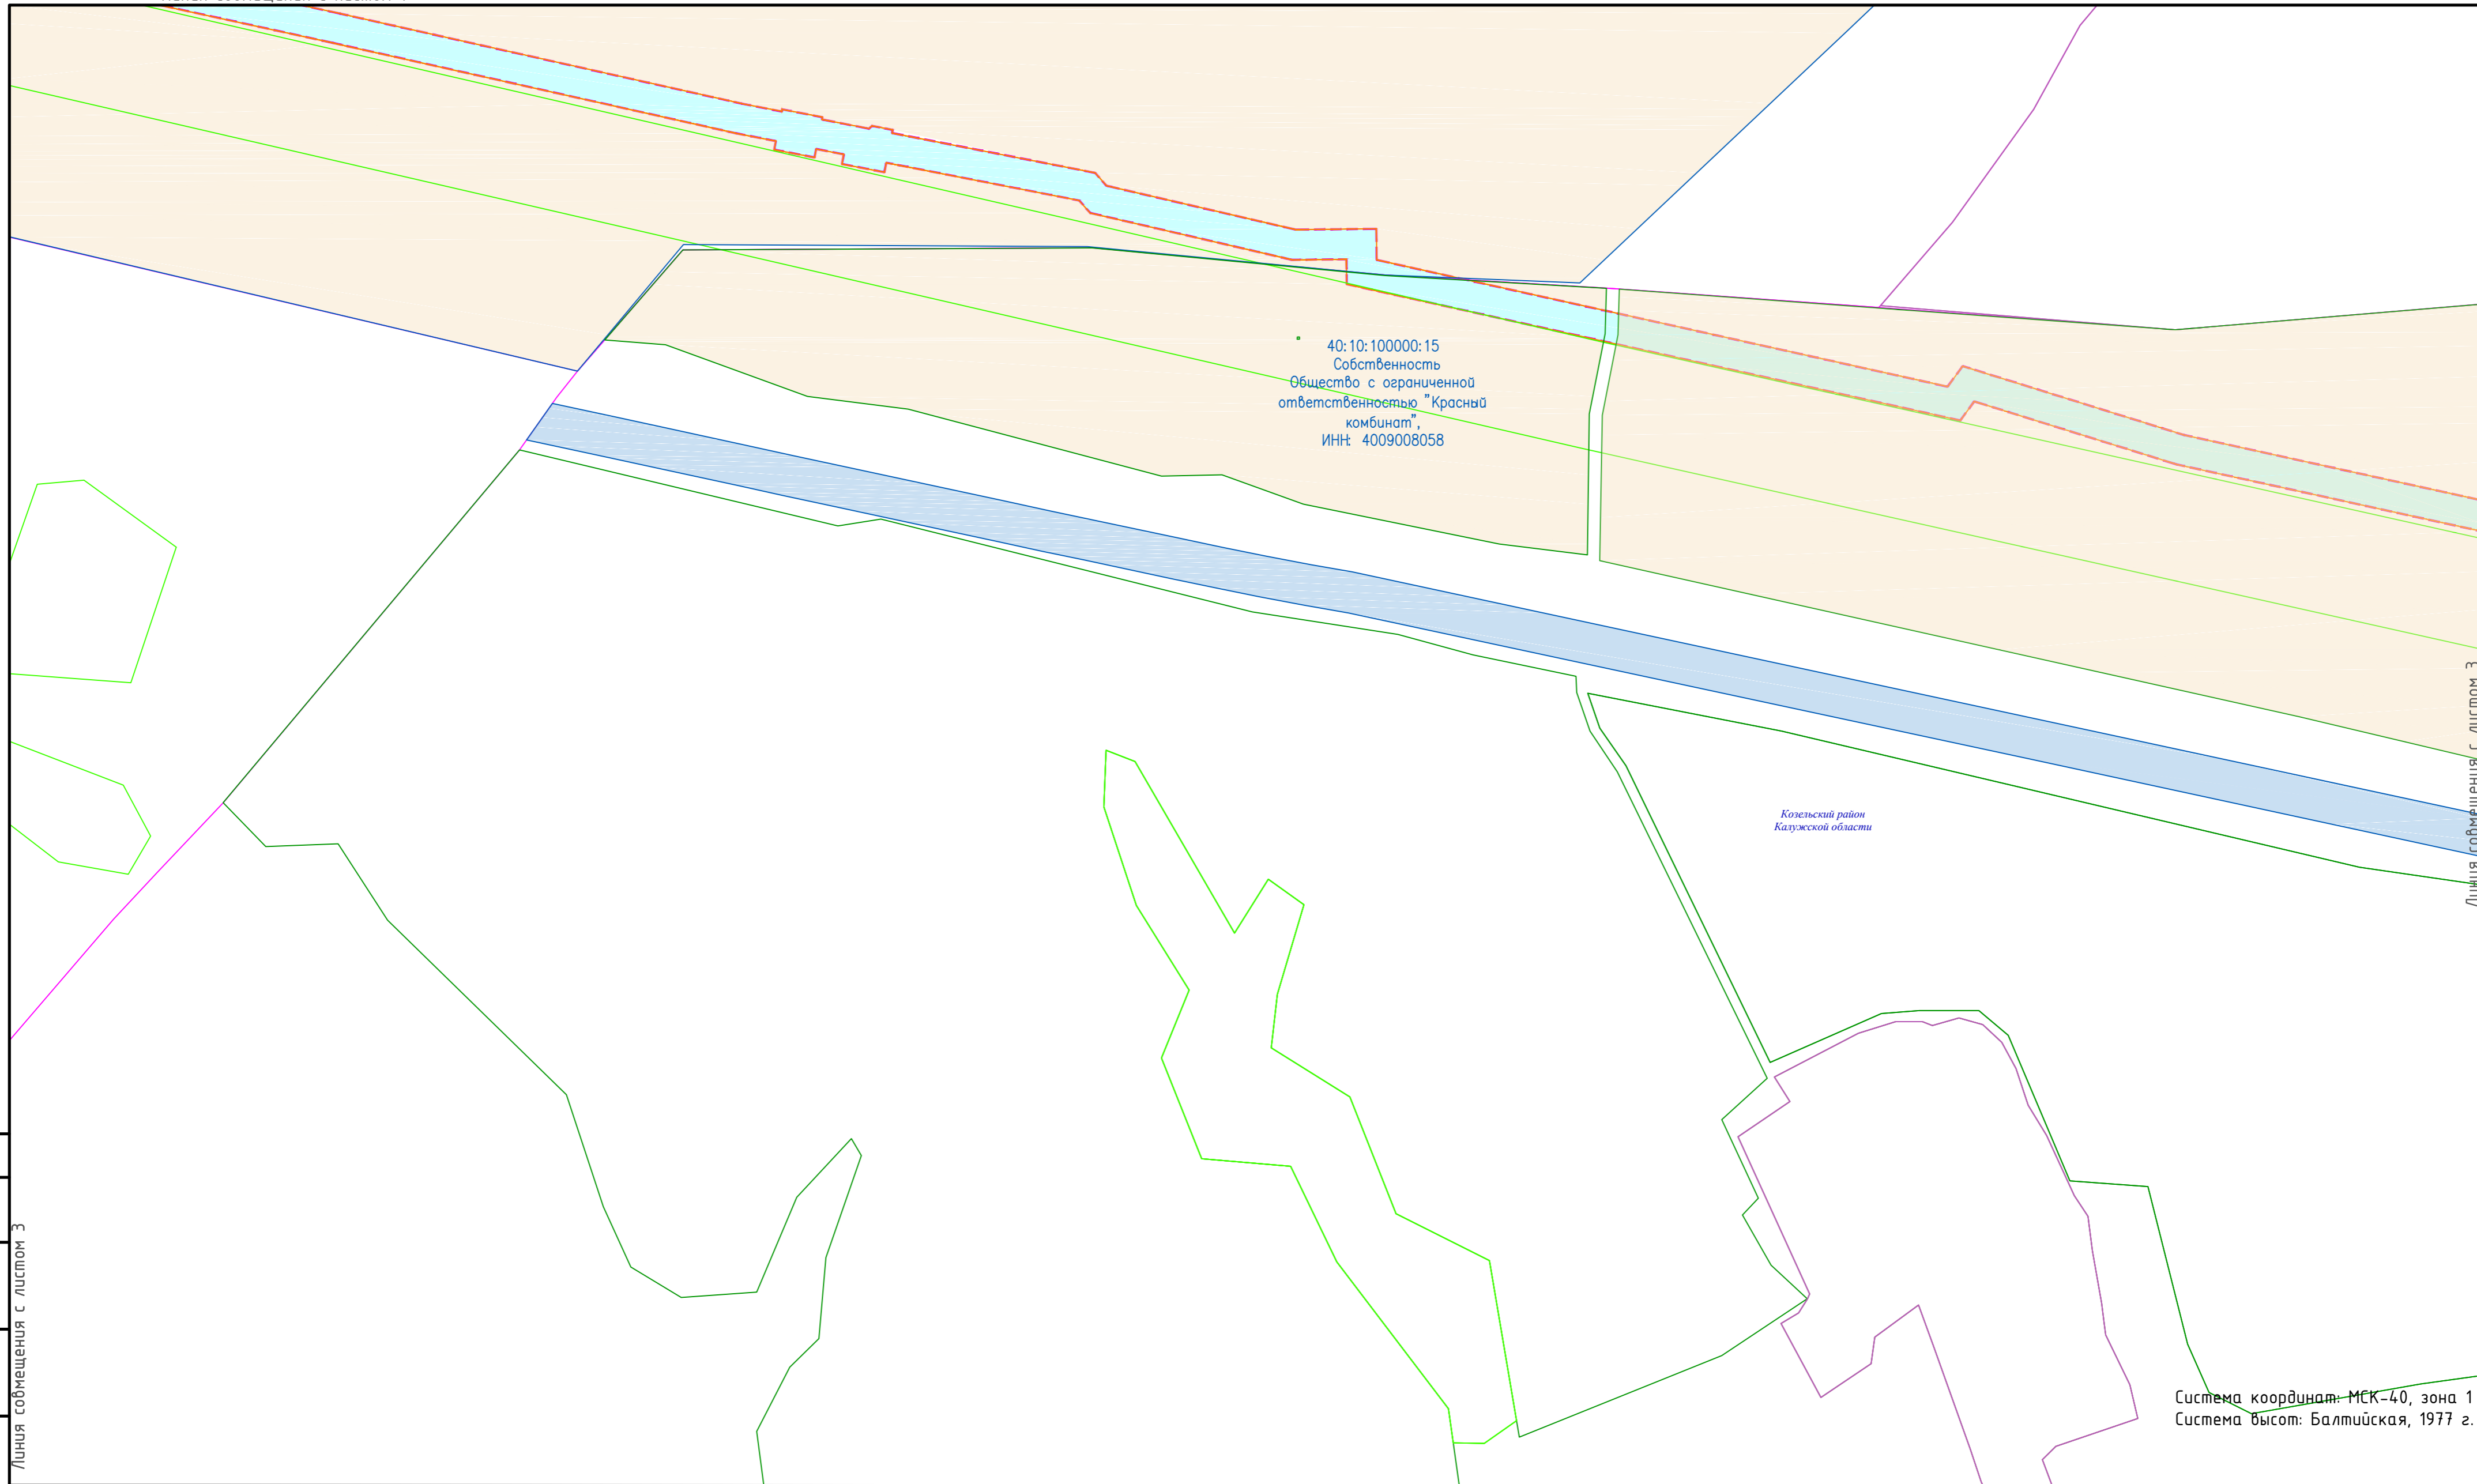 40:10:100000:15
Собственность
Общество с ограниченной
ответственностью "Красный
комбинат",
ИНН: 4009008058
Линия совмещения с листом 3
Козельский район
Калужской области
Линия совмещения с листом 3
Система координат: МСК-40, зона 1
Система высот: Балтийская, 1977 г.